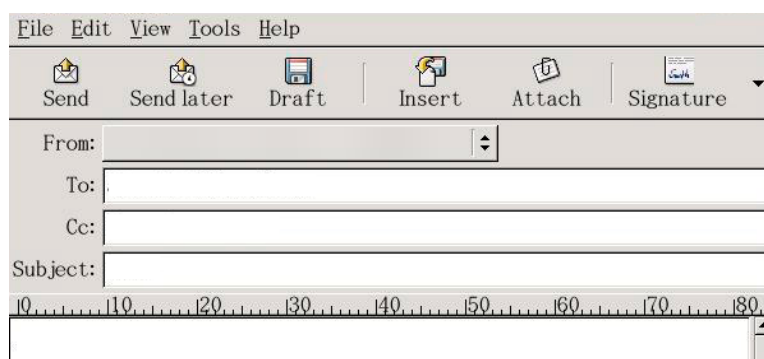 File Edit View Tools Help
Send Send later Draft Insert Attach Signature
From:
To:
Cc:
Subject:
0 10 20 30 40 50 60 70 80